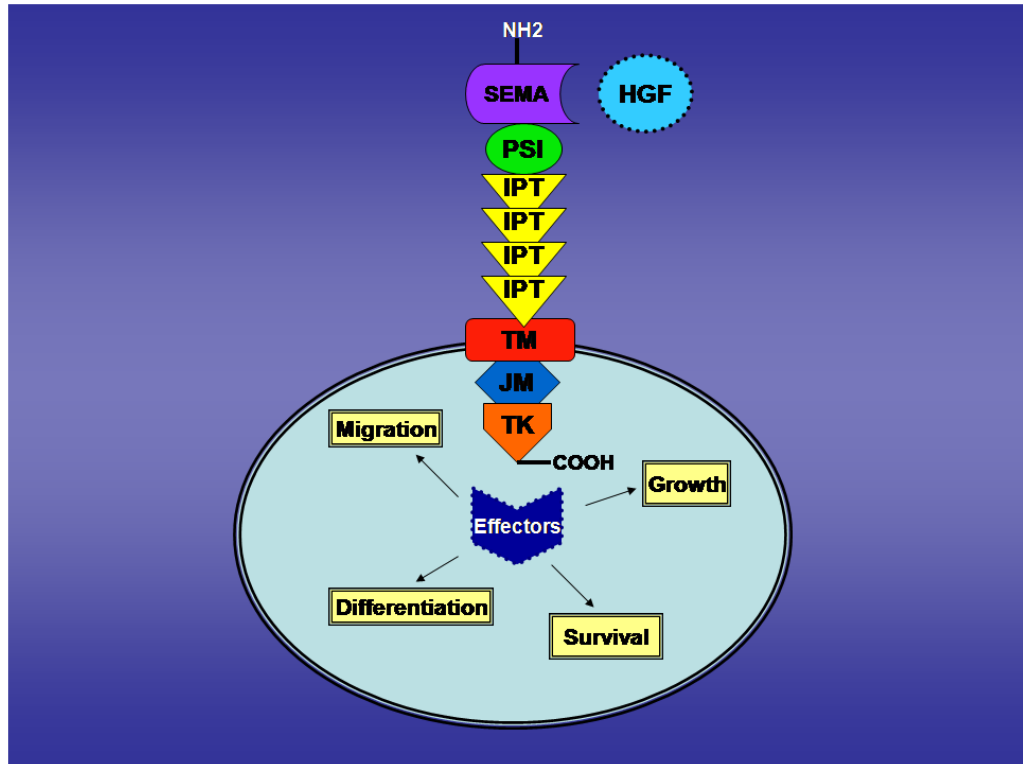 NH2
SEMA
HGF
PSI
IPT
IPT
IPT
IPT
TM
JM
TK
Migration
COOH
Growth
Effectors
Differentiation
Survival